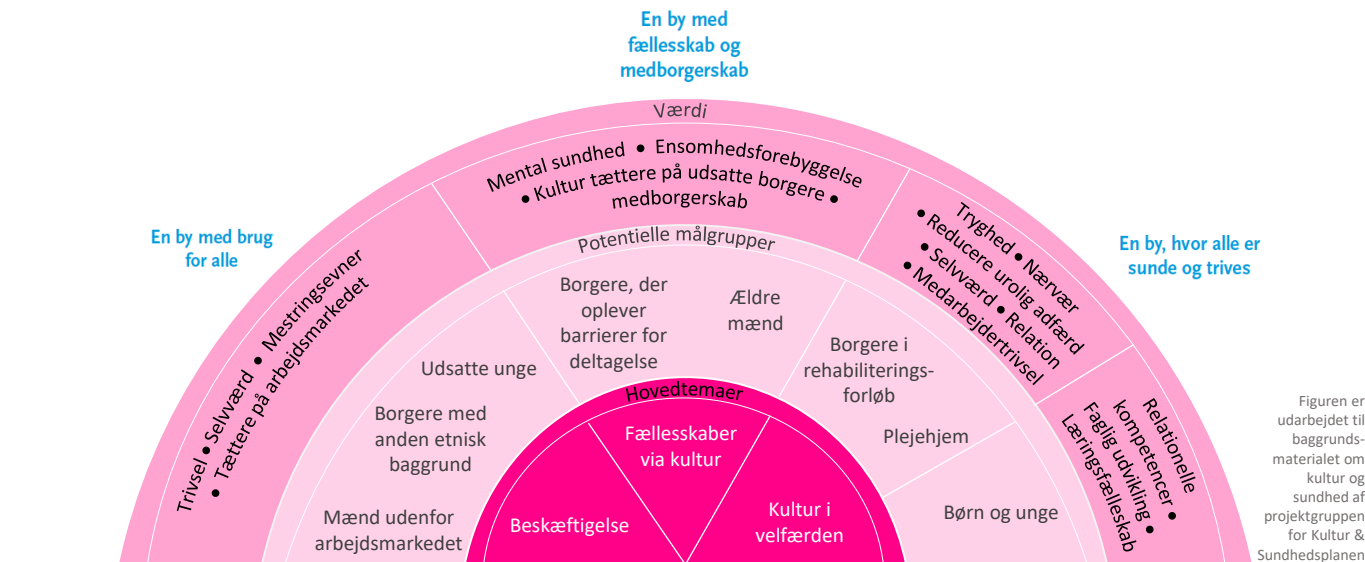 En by med
fællesskab og
medborgerskab
Værdi
Mental sundhed ● Ensomhedsforebyggelse
● Kultur tættere på udsatte borgere ●
medborgerskab
En by med brug
for alle
Trivsel ● Selvværd ● Mestringsevner
● Tættere på arbejdsmarkedet
En by, hvor alle er
sunde og trives
Tryghed ● Nærvær
● Reducere urolig adfærd
● Selvværd ● Relation
● Medarbejdertrivsel
Relationelle
kompetencer ●
Faglig udvikling ●
Læringsfælleskab
Potentielle målgrupper
Borgere, der
oplever
barrierer for
deltagelse
Ældre
mænd
Udsatte unge
Borgere med
anden etnisk
baggrund
Mænd udenfor
arbejdsmarkedet
Borgere i
rehabiliterings-
forløb
Plejehjem
Børn og unge
Hovedtemaer
Fællesskaber
via kultur
Beskæftigelse
Kultur i
velfærden
Figuren er
udarbejdet til
baggrunds-
materialet om
kultur og
sundhed af
projektgruppen
for Kultur &
Sundhedsplanen